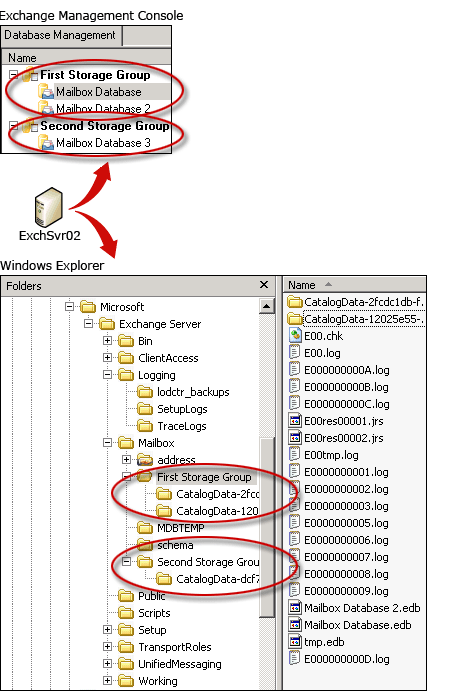 Exchange Management Console
Database Management
Name
First Storage Group
Mailbox Database
Mailbox Database 2
Second Storage Group
Mailbox Database 3
ExchSvr02
Windows Explorer
Folders
Microsoft
Exchange Server
Bin
ClientAccess
Logging
lodctr_backups
SetupLogs
TraceLogs
Mailbox
address
First Storage Group
CatalogData-2fcd
CatalogData-120
MDBTEMP
schema
Second Storage Grou
CatalogData-dcf7
Public
Scripts
Setup
TransportRoles
UnifiedMessaging
Working
Name
CatalogData-2fcdc1db-f..
CatalogData-12025e55-..
E00.chk
E00.log
E000000000A.log
E000000000B.log
E000000000C.log
E00res00001.jrs
E00res00002.jrs
E00tmp.log
E0000000001.log
E0000000002.log
E0000000003.log
E0000000005.log
E0000000006.log
E0000000007.log
E0000000008.log
E0000000009.log
Mailbox Database 2.edb
Mailbox Database.edb
tmp.edb
E000000000D.log